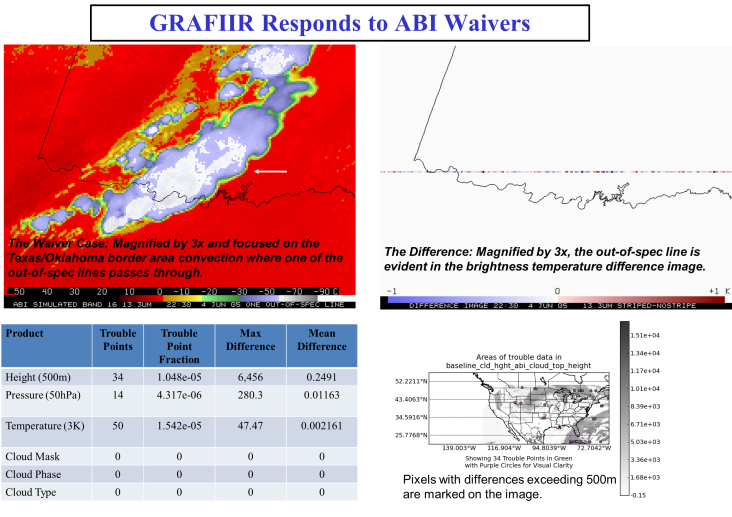 GRAFIIR Responds to ABI Waivers
The Waiver Case: Magnified by 3x and focused on the
Texas/Oklahoma border area convection where one of the
out-of-spec lines passes through.
50 40 30 20 10 0 -10 -20 -30 -40 -50 -60 -70 -80 -90 C
ABI SIMULATED BAND 16 13.3UM 22:30 4 JUN 05 ONE OUT-OF-SPEC LINE
The Difference: Magnified by 3x, the out-of-spec line is
evident in the brightness temperature difference image.
-1 0 +1 K
DIFFERENCE IMAGE 22:30 4 JUN 05 13.3UM STRIPED-NOSTRIPE
Product Trouble Points Trouble Point Fraction Max Difference Mean Difference
Height (500m) 34 1.048e-05 6,456 0.2491
Pressure (50hPa) 14 4.317e-06 280.3 0.01163
Temperature (3K) 50 1.542e-05 47.47 0.002161
Cloud Mask 0 0 0 0
Cloud Phase 0 0 0 0
Cloud Type 0 0 0 0
Areas of trouble data in
baseline_cld_hght_abi_cloud_top_height
52.2211°N
43.4063°N
34.5916°N
25.7768°N
139.003°W 116.904°W 94.8039°W 72.7042°W
Showing 34 Trouble Points in Green
with Purple Circles for Visual Clarity
1.51e+04
1.34e+04
1.17e+04
1.01e+04
8.39e+03
6.71e+03
5.03e+03
3.36e+03
1.68e+03
-0.15
Pixels with differences exceeding 500m
are marked on the image.